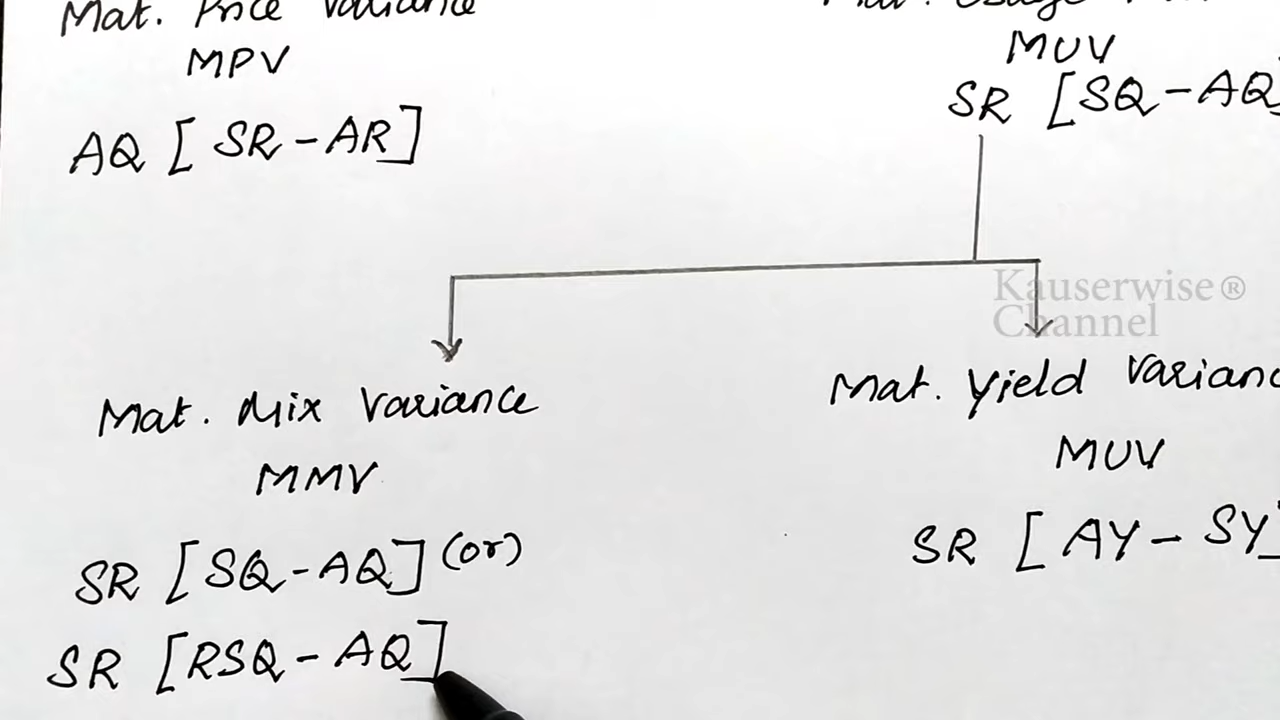 Mat. Price Variance
MPV
AQ [ SR - AR ]
MUV
SR [ SQ - AQ ]
Kauserwise®
Channel
Mat. Mix Variance
MMV
SR [ SQ - AQ ] (or)
SR [ RSQ - AQ ]
Mat. Yield Varianc
MUV
SR [ AY - SY ]